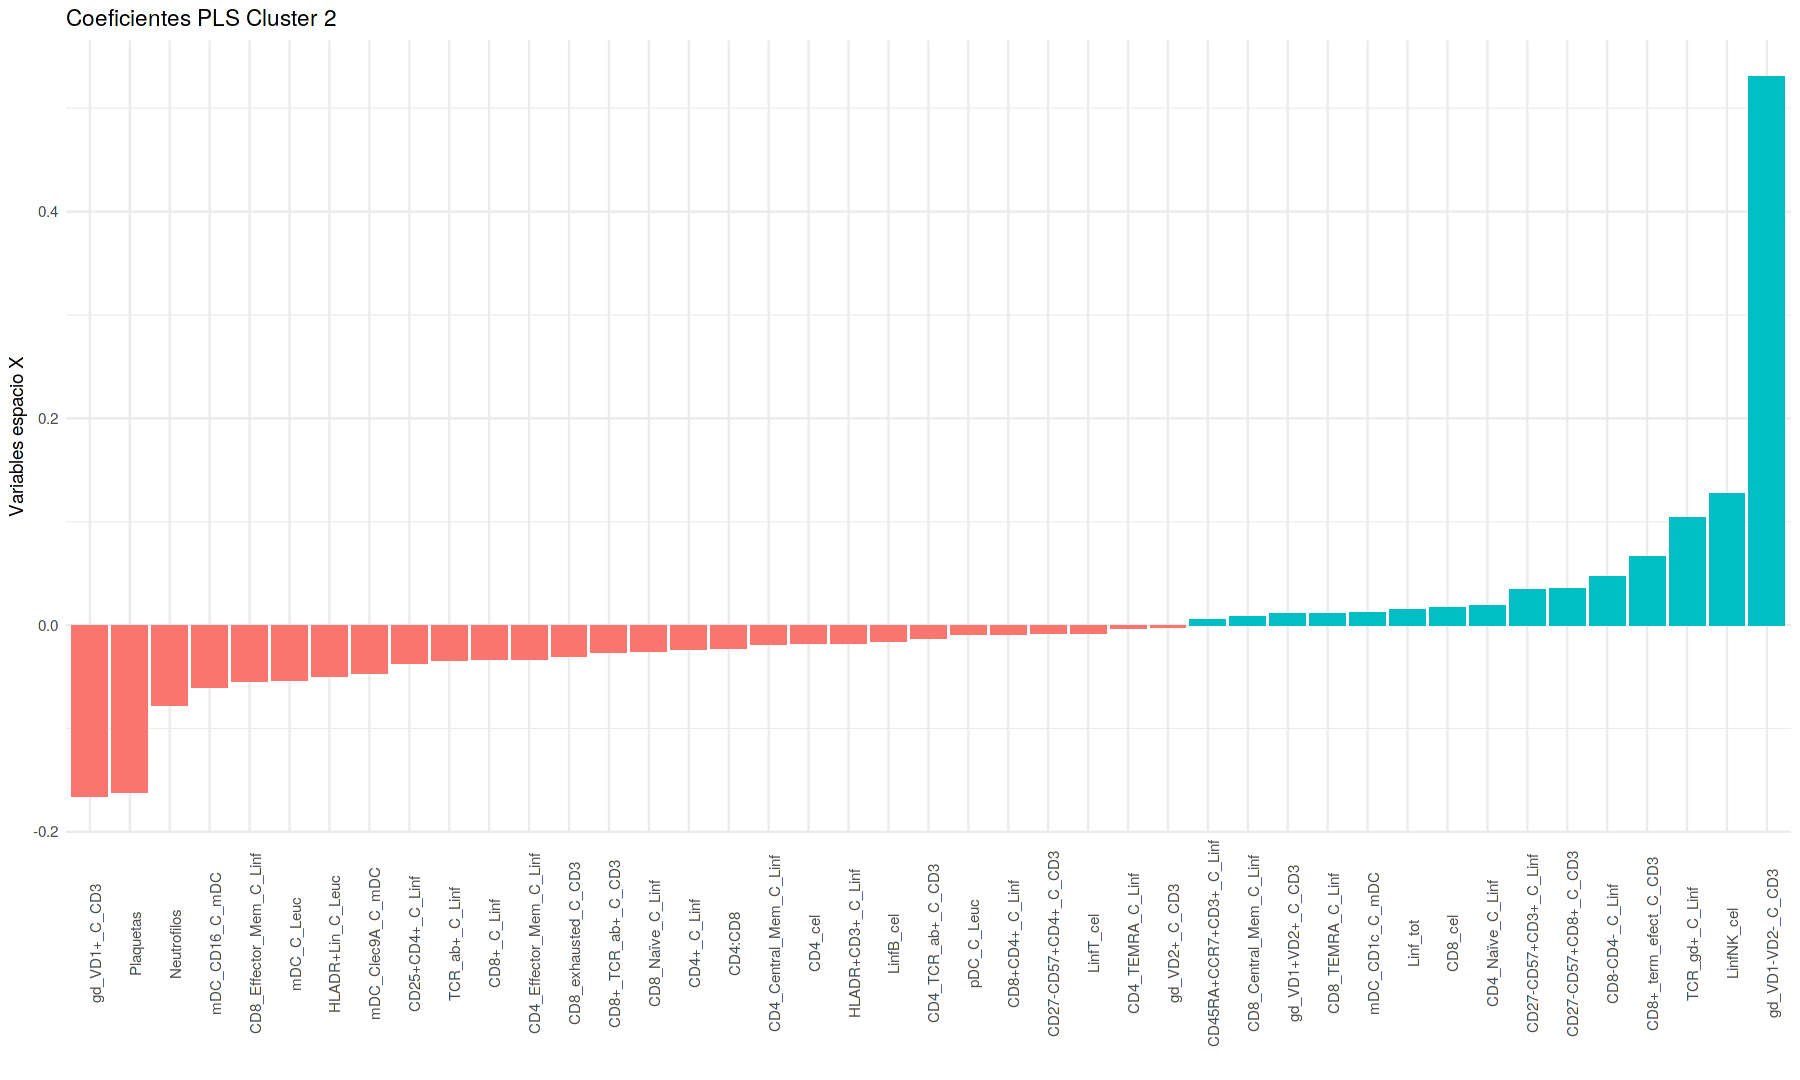 Coeficientes PLS Cluster 2
Variables espacio X
0.4
0.2
0.0
-0.2
gd_VD1+_C_CD3
Plaquetas
Neutrofilos
mDC_CD16_C_mDC
CD8_Effector_Mem_C_Linf
mDC_C_Leuc
HLADR+Lin_C_Leuc
mDC_Clec9A_C_mDC
CD25+CD4+_C_Linf
TCR_ab+_C_Linf
CD8+_C_Linf
CD4_Effector_Mem_C_Linf
CD8_exhausted_C_CD3
CD8+_TCR_ab+_C_CD3
CD8_Naïve_C_Linf
CD4+_C_Linf
CD4:CD8
CD4_Central_Mem_C_Linf
CD4_cel
HLADR+CD3+_C_Linf
LinfB_cel
CD4_TCR_ab+_C_CD3
pDC_C_Leuc
CD8+CD4+_C_Linf
CD27-CD57+CD4+_C_CD3
LinfT_cel
CD4_TEMRA_C_Linf
gd_VD2+_C_CD3
CD45RA+CCR7+CD3+_C_Linf
CD8_Central_Mem_C_Linf
gd_VD1+VD2+_C_CD3
CD8_TEMRA_C_Linf
mDC_CD1c_C_mDC
Linf_tot
CD8_cel
CD4_Naïve_C_Linf
CD27-CD57+CD3+_C_Linf
CD27-CD57+CD8+_C_CD3
CD8-CD4-_C_Linf
CD8+_term_efect_C_CD3
TCR_gd+_C_Linf
LinfNK_cel
gd_VD1-VD2-_C_CD3